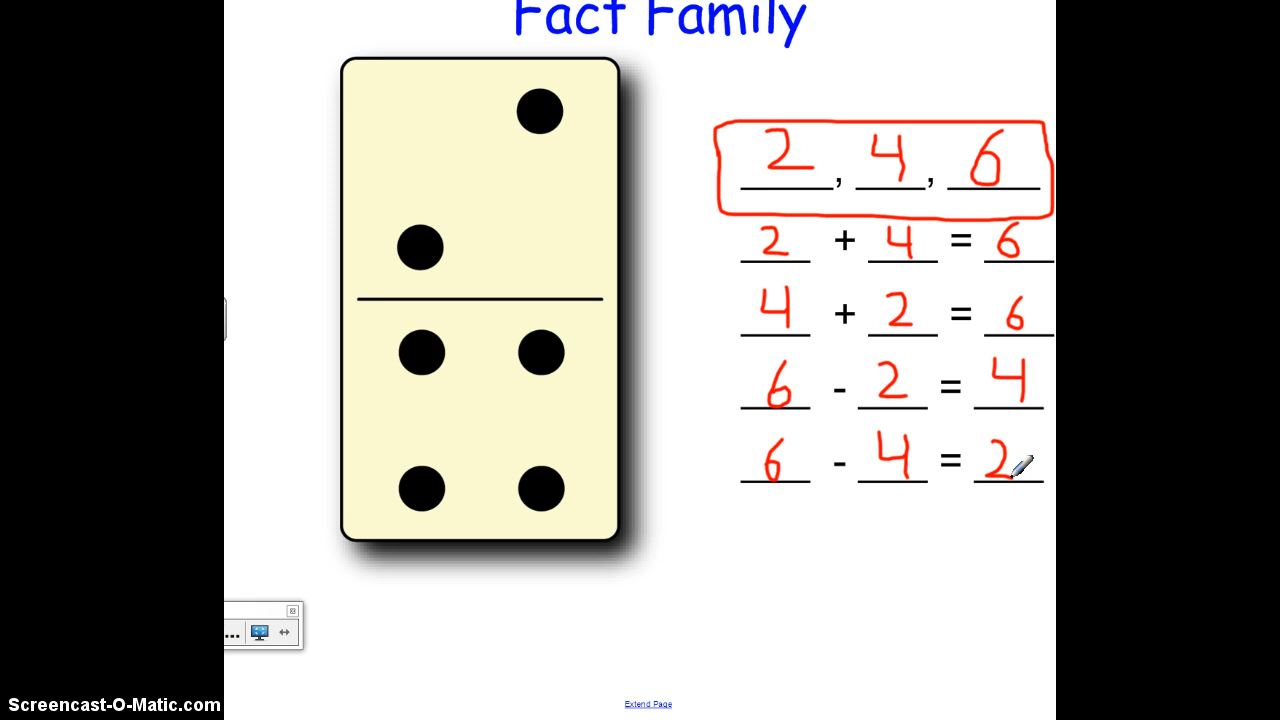 Fact Family
2, 4, 6
2 + 4 = 6
4 + 2 = 6
6 - 2 = 4
6 - 4 = 2
...
Extend Page
Screencast-O-Matic.com